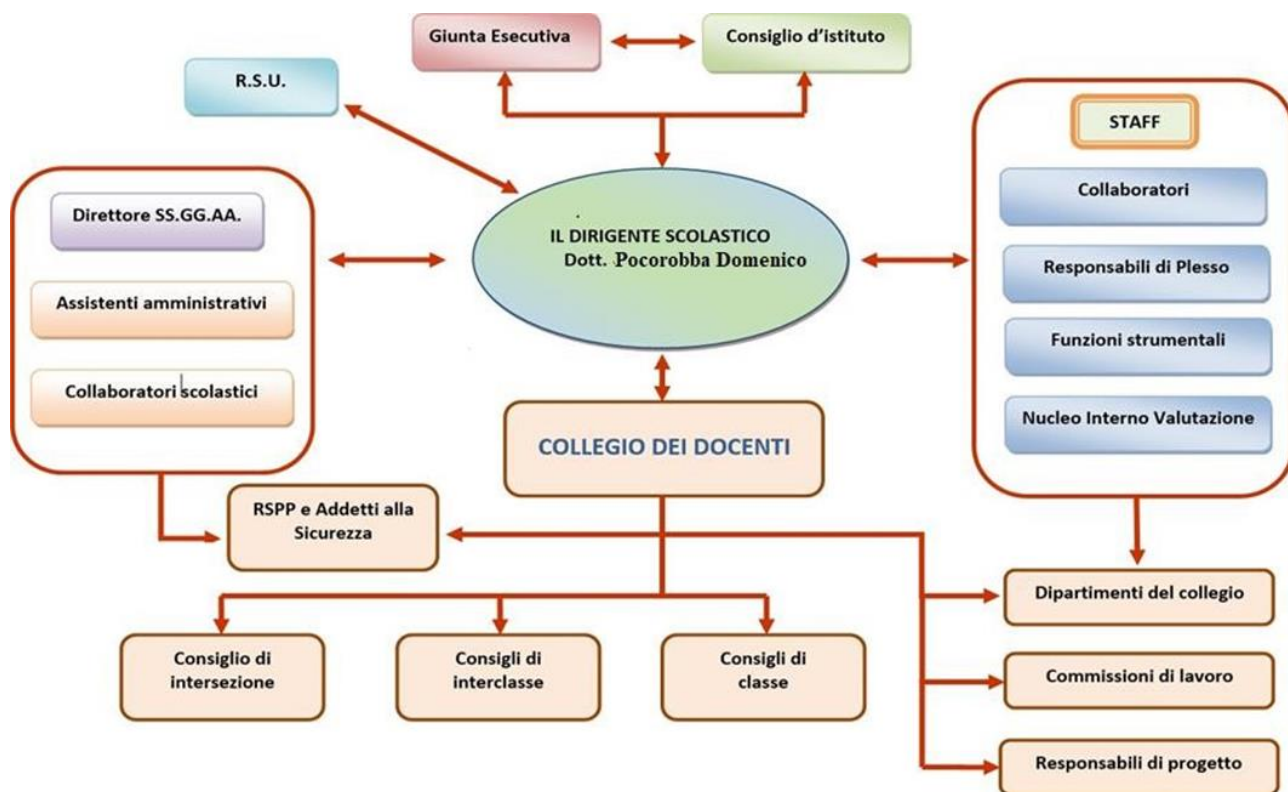 Giunta Esecutiva
Consiglio d'istituto
R.S.U.
STAFF
Collaboratori
Responsabili di Plesso
Funzioni strumentali
Nucleo Interno Valutazione
Direttore SS.GG.AA.
Assistenti amministrativi
Collaboratori scolastici
IL DIRIGENTE SCOLASTICO
Dott. Pocorobba Domenico
COLLEGIO DEI DOCENTI
RSPP e Addetti alla
Sicurezza
Consiglio di
intersezione
Consigli di
interclasse
Consigli di
classe
Dipartimenti del collegio
Commissioni di lavoro
Responsabili di progetto